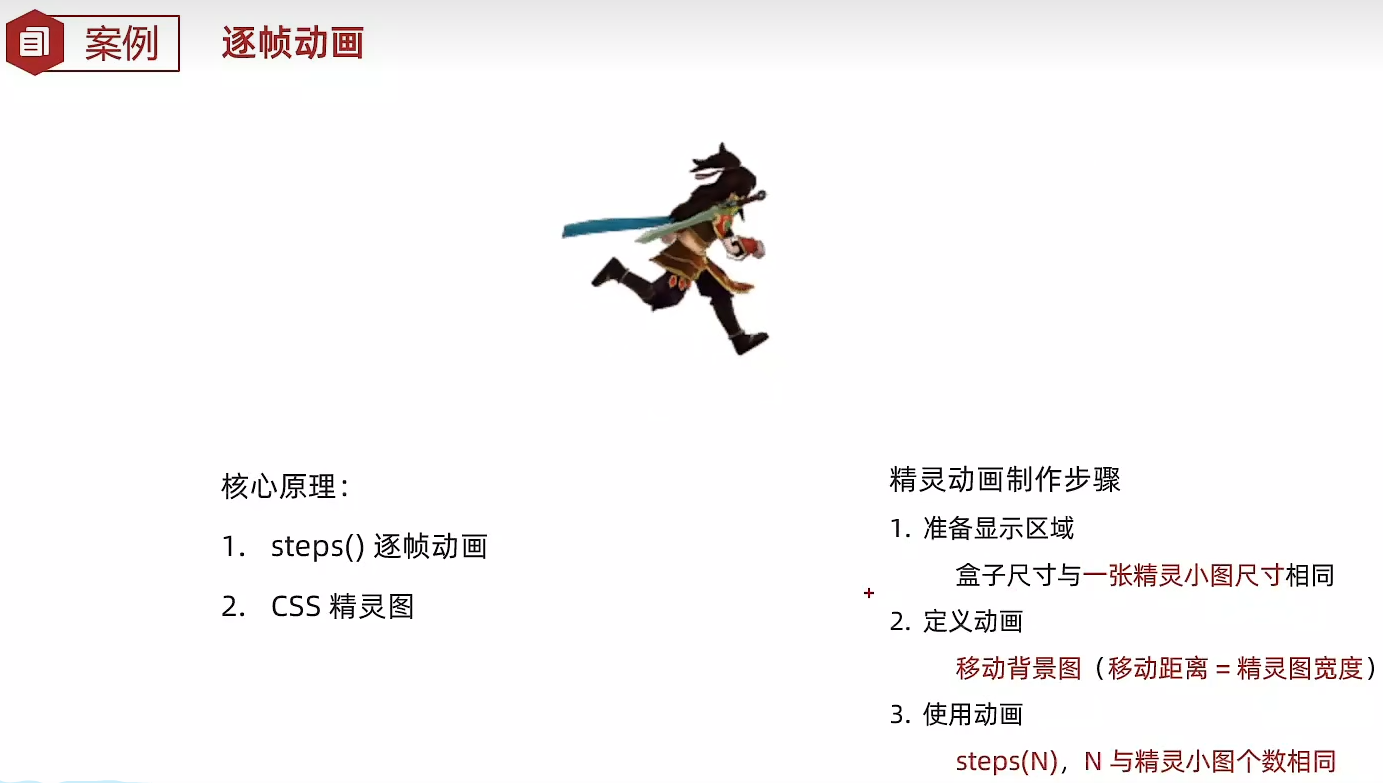 案例
逐帧动画
核心原理：
1. steps() 逐帧动画
2. CSS 精灵图
精灵动画制作步骤
1. 准备显示区域
盒子尺寸与一张精灵小图尺寸相同
2. 定义动画
移动背景图（移动距离 = 精灵图宽度）
3. 使用动画
steps(N)，N 与精灵小图个数相同